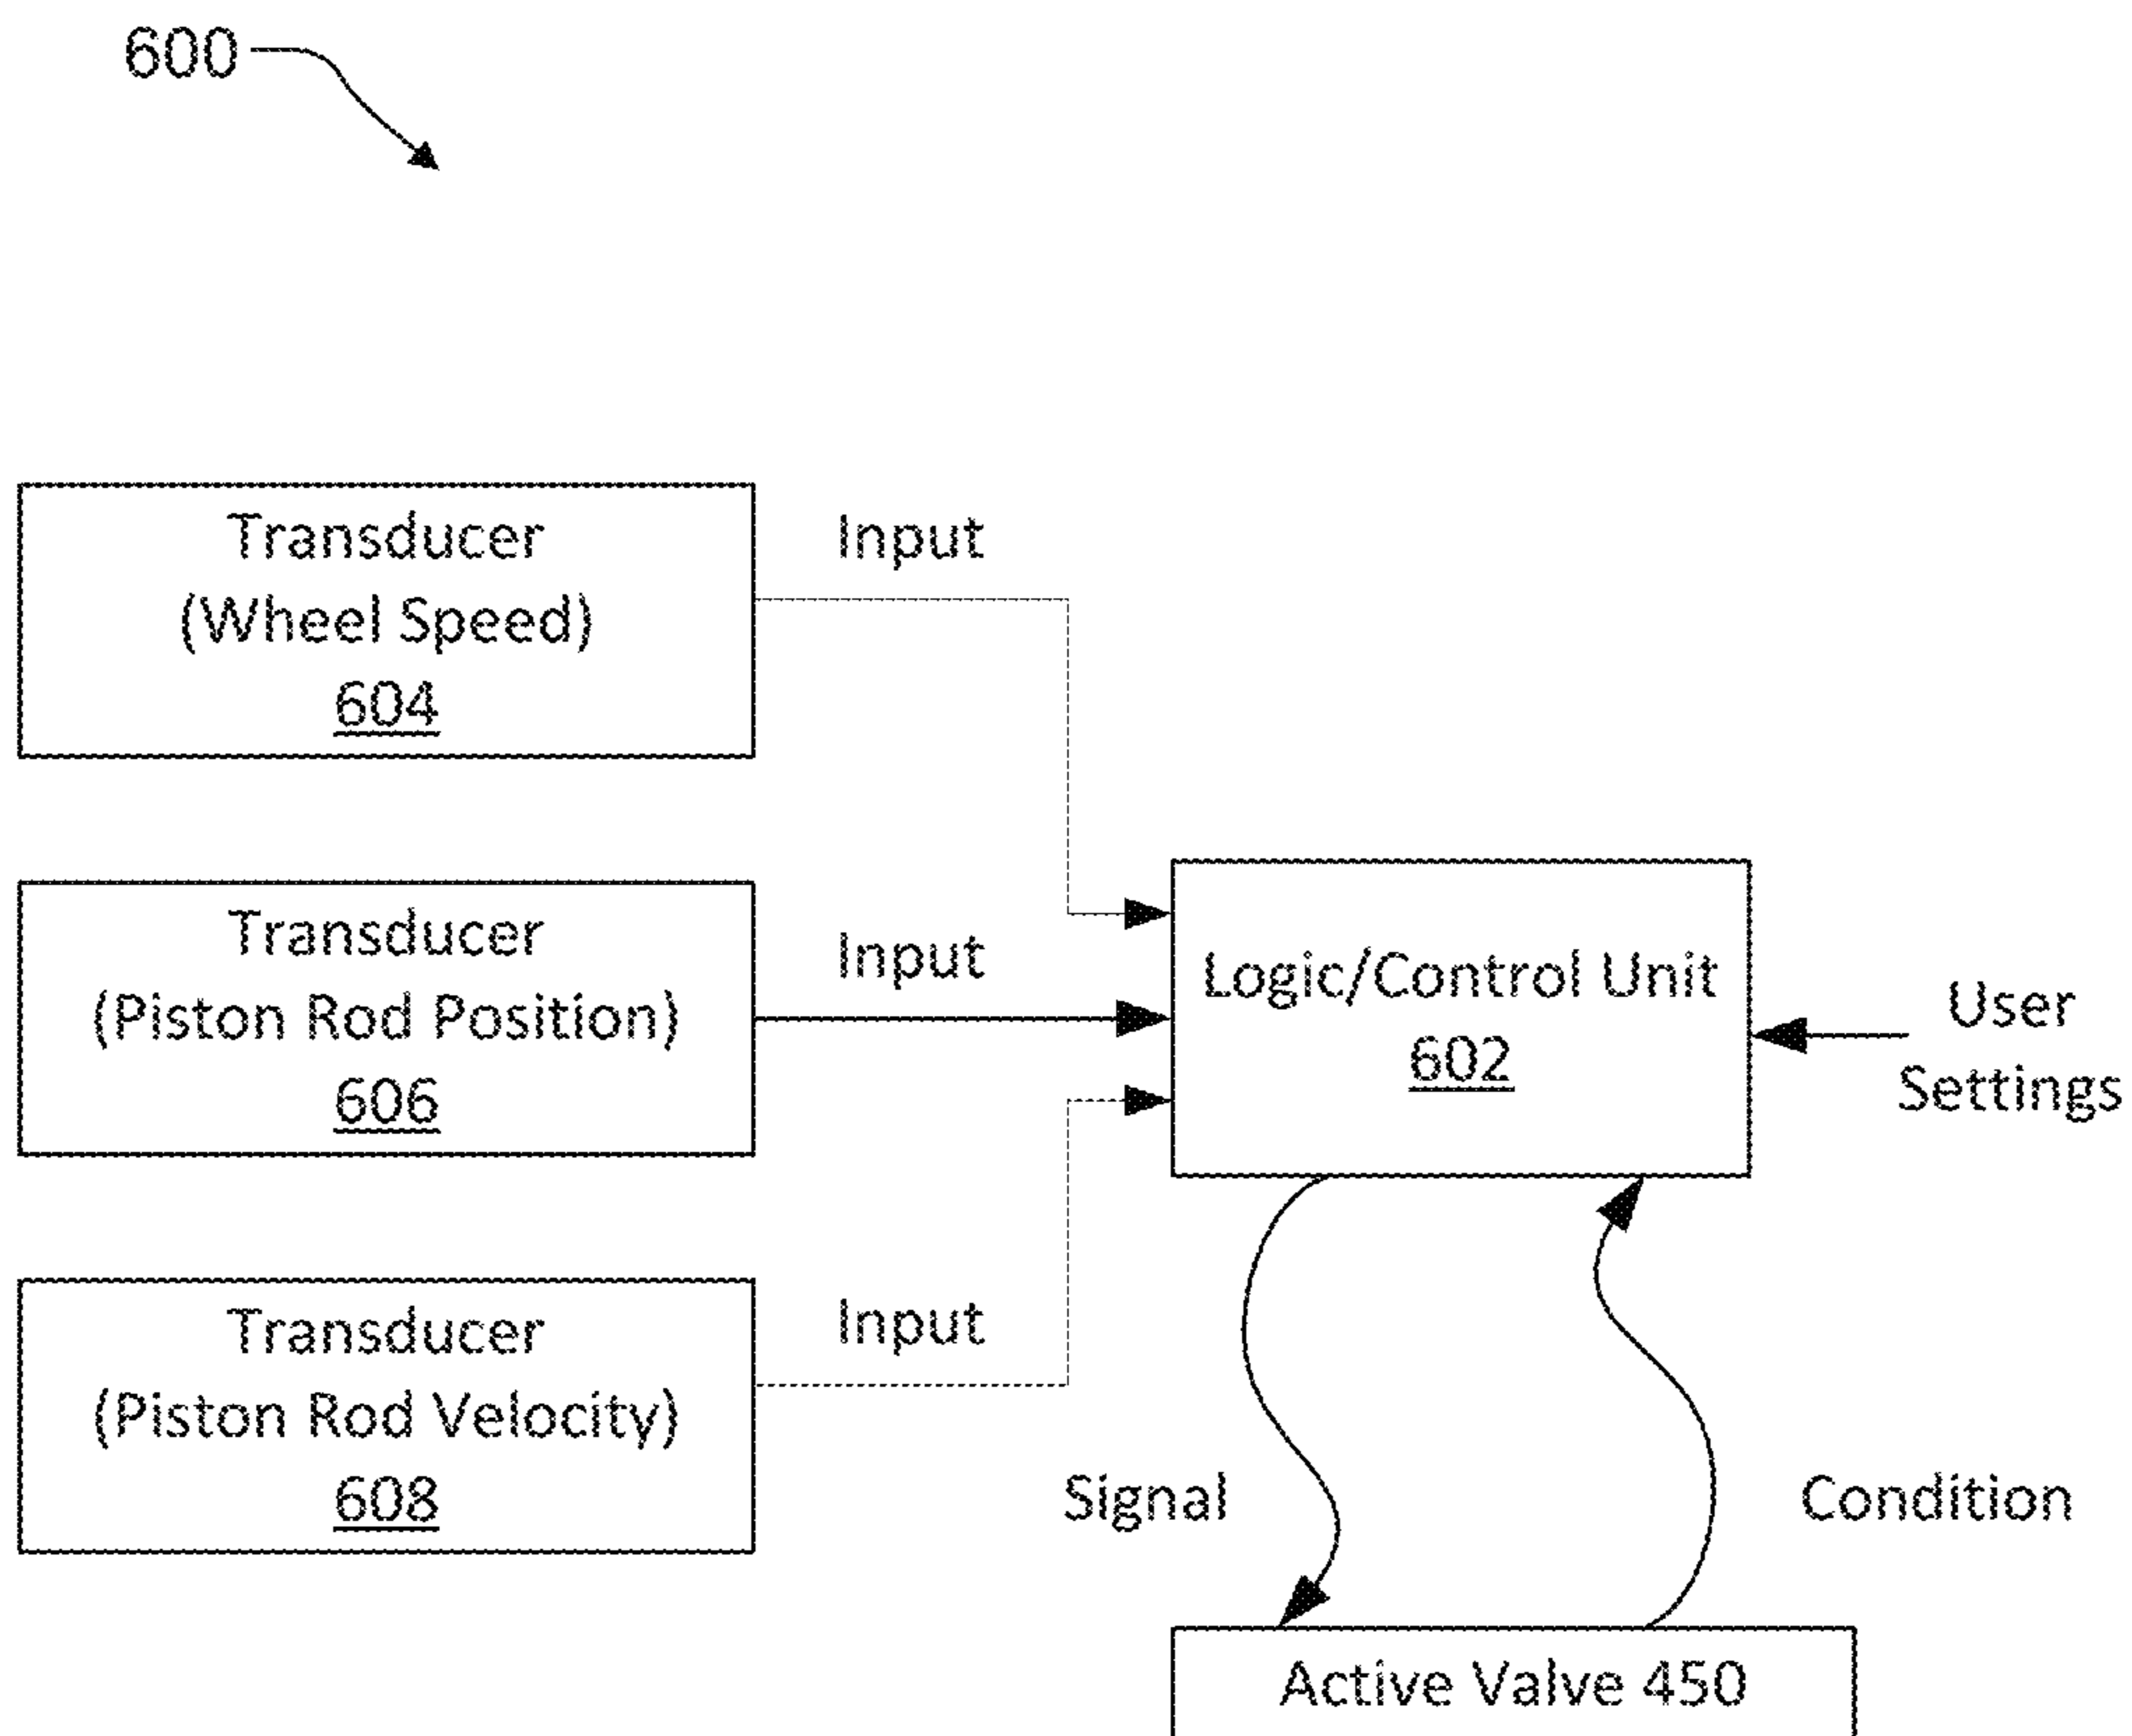 600
Transducer
(Wheel Speed)
604
Input
Transducer
(Piston Rod Position)
606
Input
Logic/Control Unit
602
User
Settings
Transducer
(Piston Rod Velocity)
608
Input
Signal
Condition
Active Valve 450